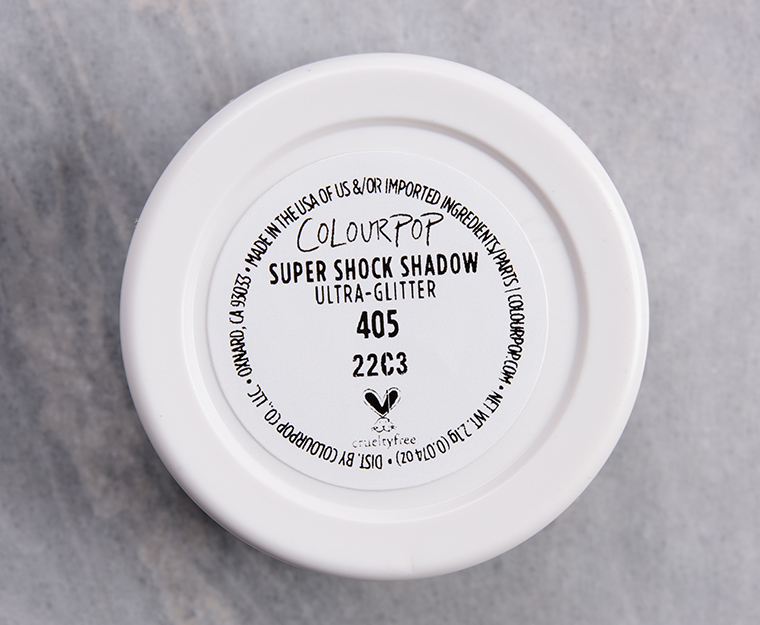 COLOURPOP
SUPER SHOCK SHADOW
ULTRA-GLITTER
405
22C3
crueltyfree
• MADE IN THE USA OF US &/OR IMPORTED INGREDIENTS/PARTS | COLOURPOP.COM • NET WT. 2.1g (0.074 oz) • DIST. BY COLOURPOP CO., LLC. • OXNARD, CA 93033